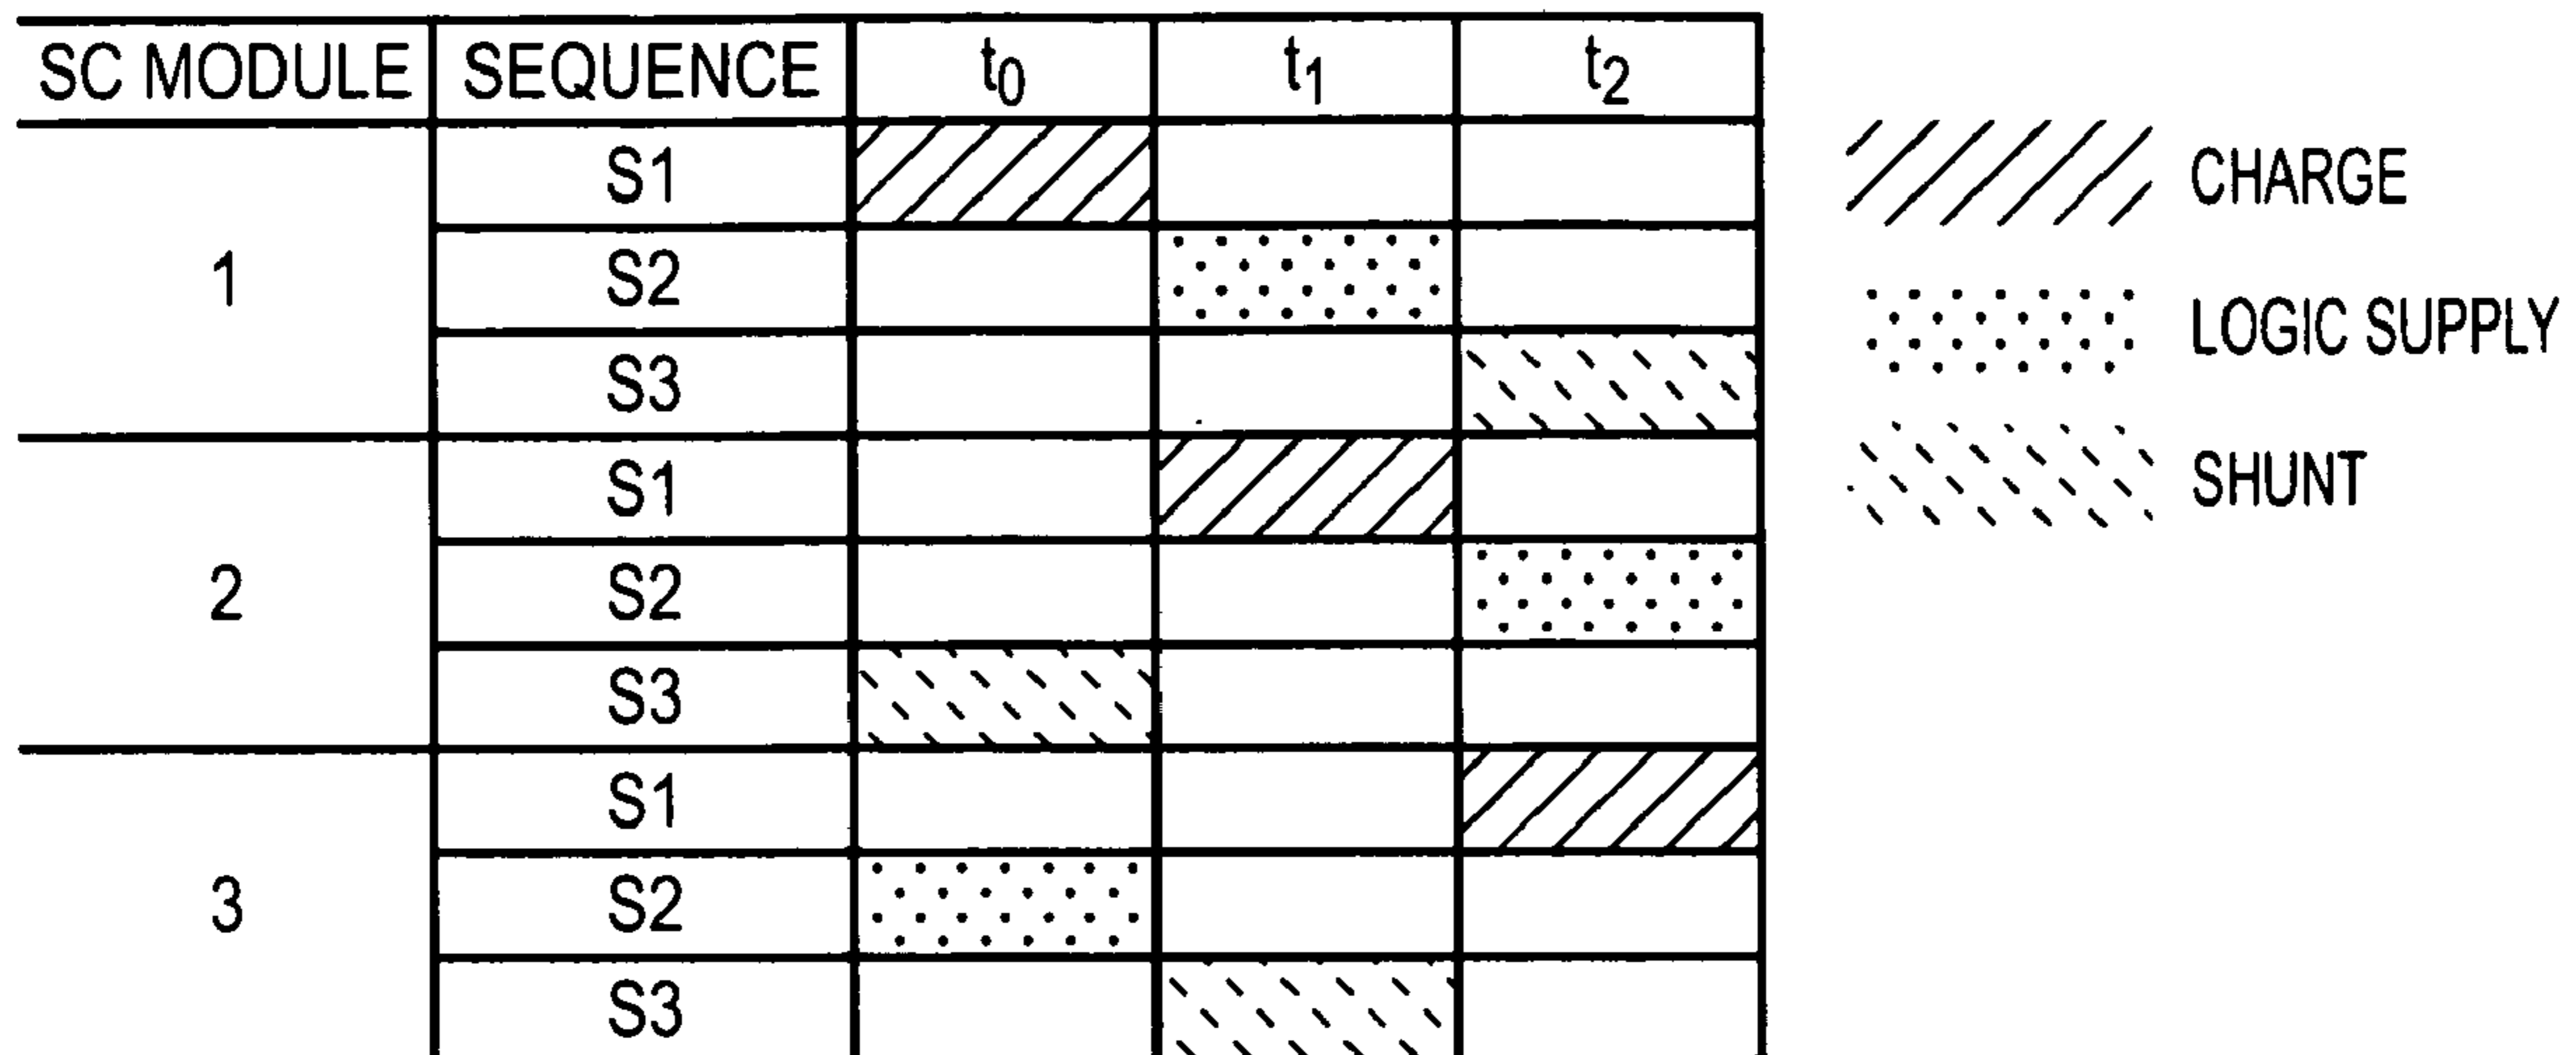 SC MODULE SEQUENCE t0 t1 t2
1 S1
S2
S3
2 S1
S2
S3
3 S1
S2
S3
CHARGE
LOGIC SUPPLY
SHUNT